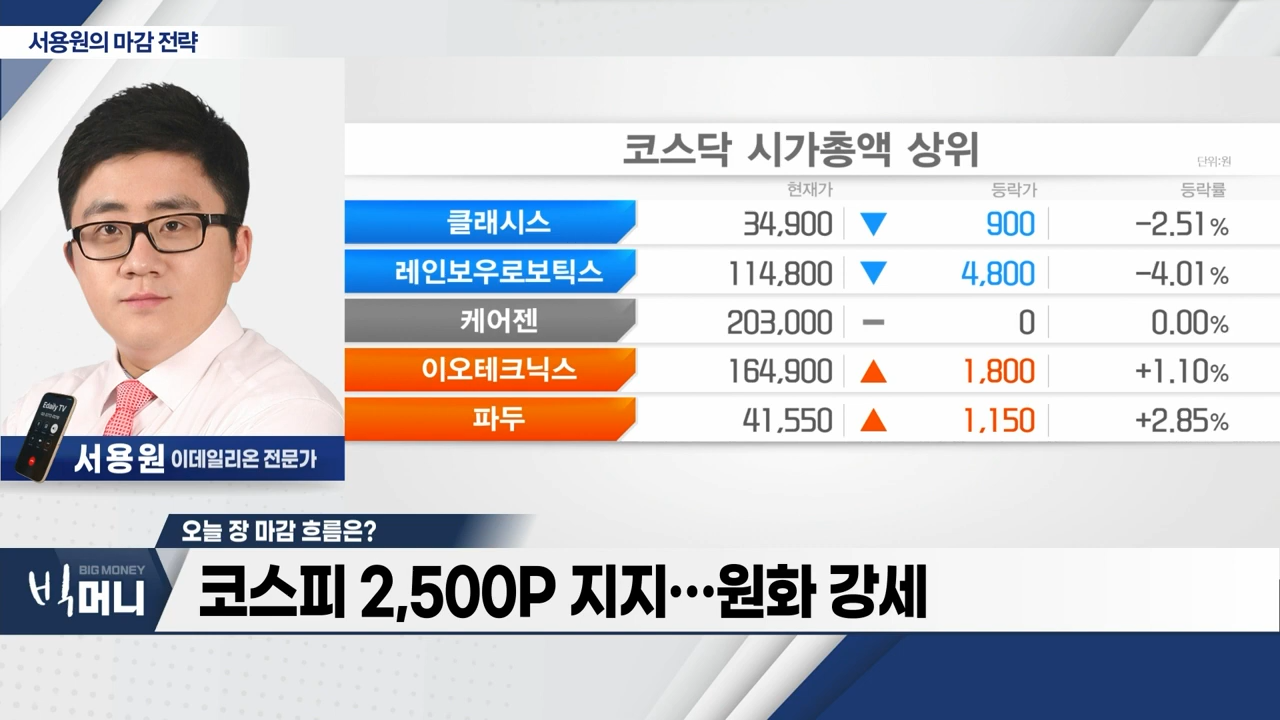 서용원의 마감 전략
코스닥 시가총액 상위
단위:원
현재가 등락가 등락률
클래시스 34,900 ▼ 900 -2.51%
레인보우로보틱스 114,800 ▼ 4,800 -4.01%
케어젠 203,000 - 0 0.00%
이오테크닉스 164,900 ▲ 1,800 +1.10%
파두 41,550 ▲ 1,150 +2.85%
Edaily TV
서용원 이데일리온 전문가
오늘 장 마감 흐름은?
BIG MONEY
빅머니
코스피 2,500P 지지…원화 강세